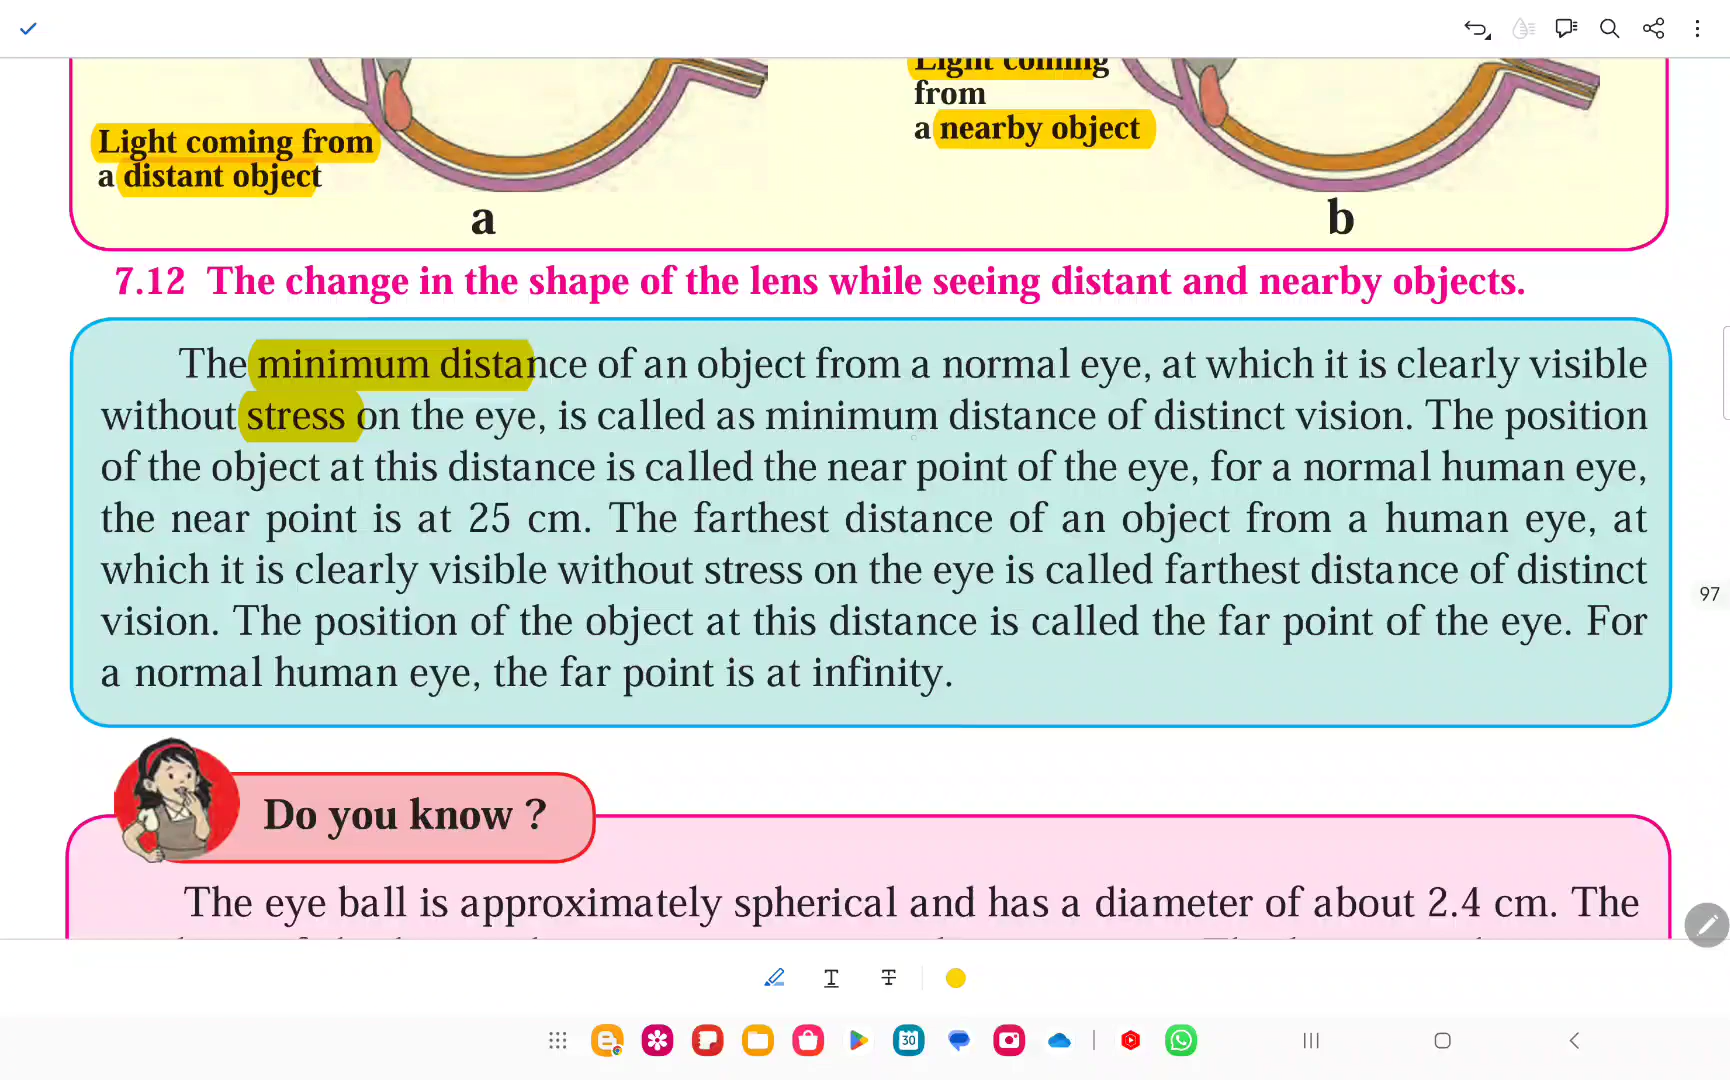 Light coming from
a distant object
Light coming
from
a nearby object
a
b
7.12 The change in the shape of the lens while seeing distant and nearby objects.
The minimum distance of an object from a normal eye, at which it is clearly visible
without stress on the eye, is called as minimum distance of distinct vision. The position
of the object at this distance is called the near point of the eye, for a normal human eye,
the near point is at 25 cm. The farthest distance of an object from a human eye, at
which it is clearly visible without stress on the eye is called farthest distance of distinct
vision. The position of the object at this distance is called the far point of the eye. For
a normal human eye, the far point is at infinity.
97
Do you know ?
The eye ball is approximately spherical and has a diameter of about 2.4 cm. The
30